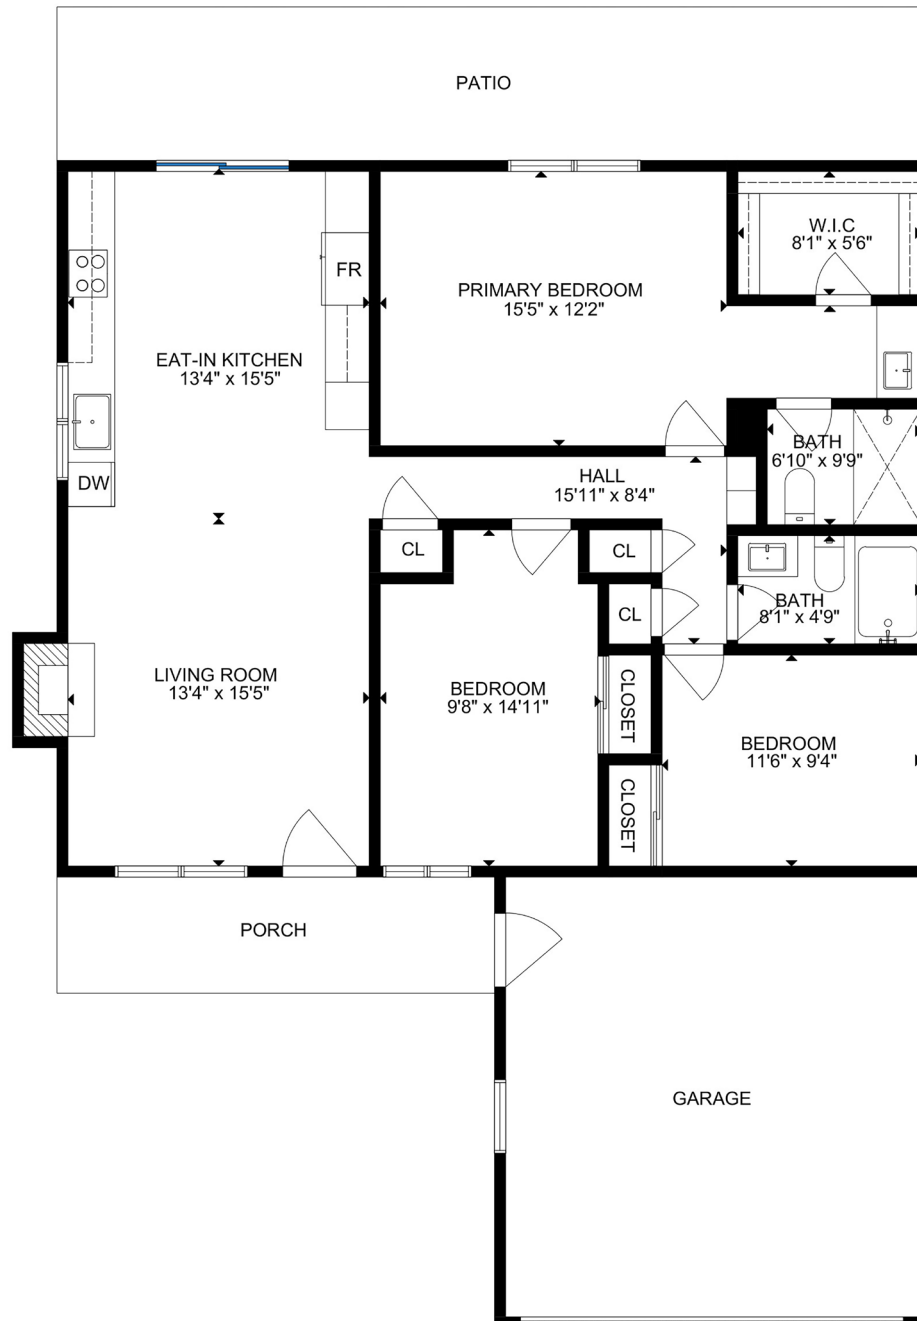 PATIO
W.I.C
8'1" x 5'6"
FR
PRIMARY BEDROOM
15'5" x 12'2"
EAT-IN KITCHEN
13'4" x 15'5"
BATH
6'10" x 9'9"
HALL
15'11" x 8'4"
DW
CL
CL
BATH
8'1" x 4'9"
CL
LIVING ROOM
13'4" x 15'5"
BEDROOM
9'8" x 14'11"
CLOSET
BEDROOM
11'6" x 9'4"
CLOSET
PORCH
GARAGE